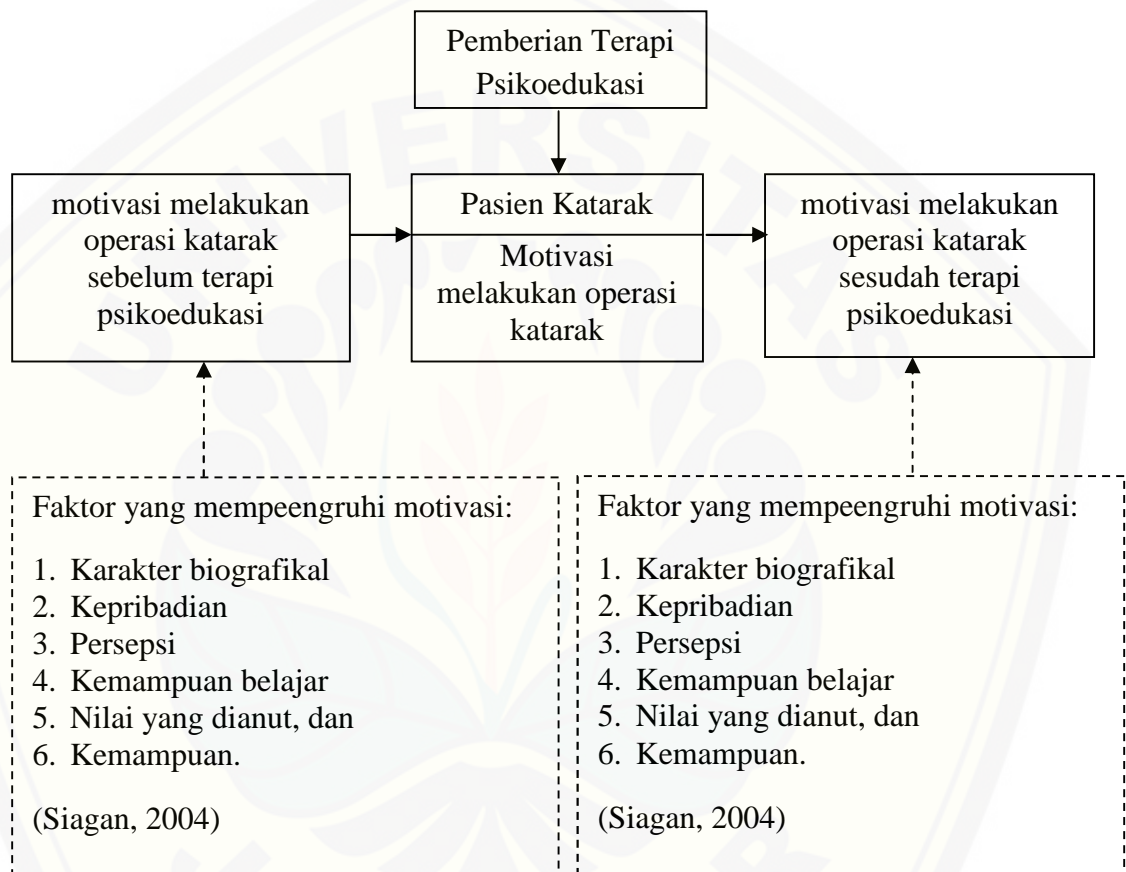 Pemberian Terapi
Psikoedukasi
motivasi melakukan
operasi katarak
sebelum terapi
psikoedukasi
Pasien Katarak
Motivasi
melakukan operasi
katarak
motivasi melakukan
operasi katarak
sesudah terapi
psikoedukasi
Faktor yang mempeengruhi motivasi:
1. Karakter biografikal
2. Kepribadian
3. Persepsi
4. Kemampuan belajar
5. Nilai yang dianut, dan
6. Kemampuan.
(Siagan, 2004)
Faktor yang mempeengruhi motivasi:
1. Karakter biografikal
2. Kepribadian
3. Persepsi
4. Kemampuan belajar
5. Nilai yang dianut, dan
6. Kemampuan.
(Siagan, 2004)
UNIVERSITAS